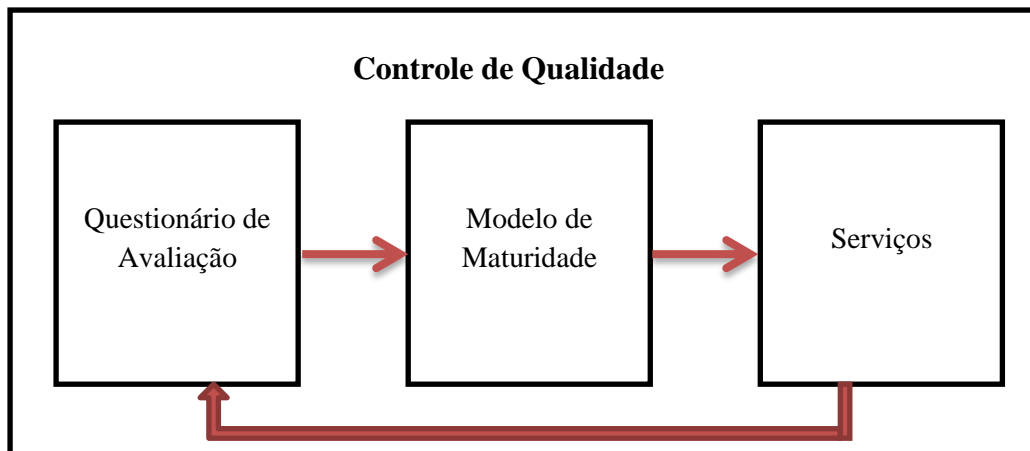 Controle de Qualidade
Questionário de
Avaliação
Modelo de
Maturidade
Serviços